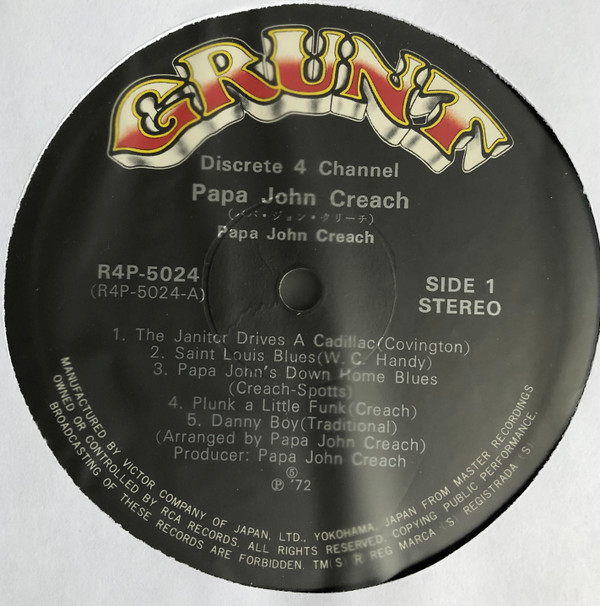 GRUNT
Discrete 4 Channel
Papa John Creach
(パパ・ジョン・クリーチ)
Papa John Creach
R4P-5024
(R4P-5024-A)
SIDE 1
STEREO
1. The Janitor Drives A Cadillac(Covington)
2. Saint Louis Blues(W. C. Handy)
3. Papa John's Down Home Blues
(Creach-Spotts)
4. Plunk a Little Funk(Creach)
5. Danny Boy(Traditional)
(Arranged by Papa John Creach)
Producer: Papa John Creach
Ⓢ
Ⓟ '72
MANUFACTURED BY VICTOR COMPANY OF JAPAN, LTD., YOKOHAMA, JAPAN FROM MASTER RECORDINGS
OWNED OR CONTROLLED BY RCA RECORDS. ALL RIGHTS RESERVED. COPYING PUBLIC PERFORMANCE,
BROADCASTING OF THESE RECORDS ARE FORBIDDEN. TM(S) ® REG MARCA(S) REGISTRADA(S)